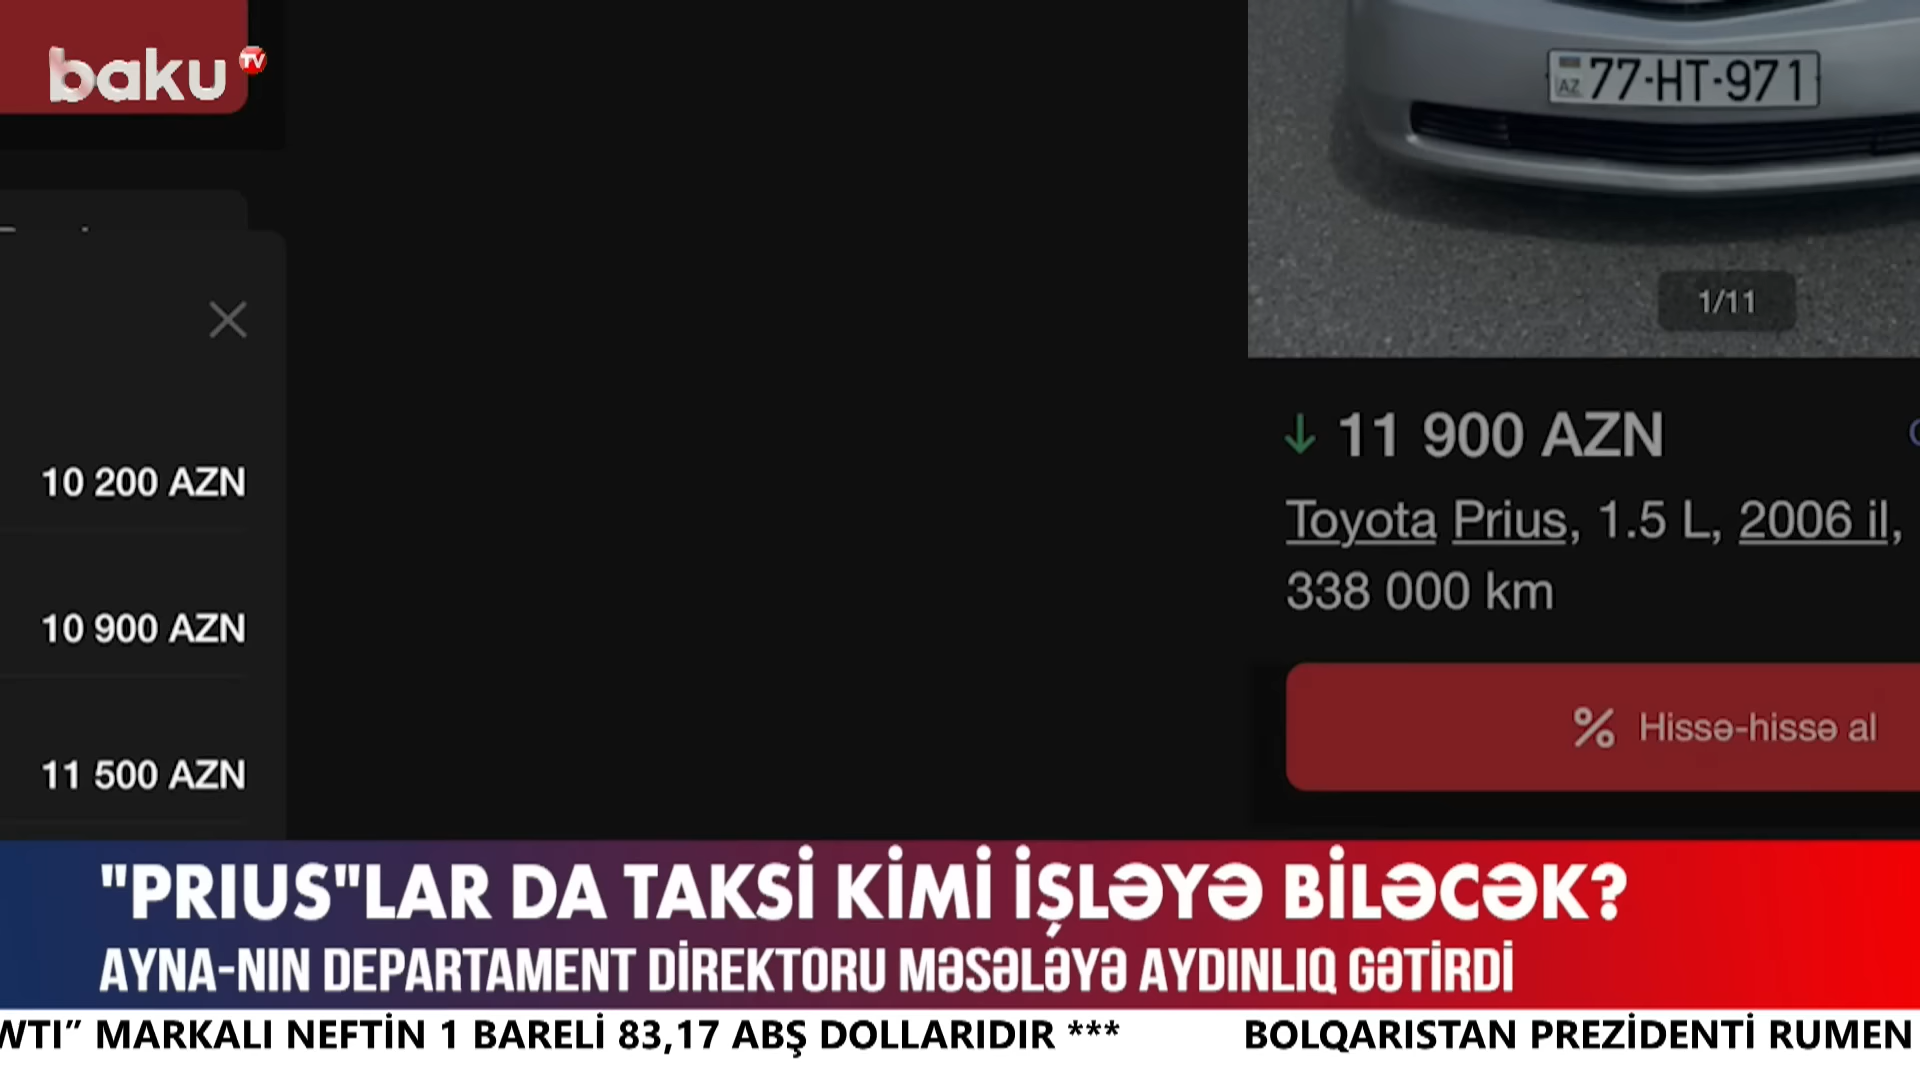 baku TV
AZ 77-HT-971
1/11
10 200 AZN
10 900 AZN
11 500 AZN
11 900 AZN
Toyota Prius, 1.5 L, 2006 il,
338 000 km
% Hissə-hissə al
"PRIUS"LAR DA TAKSİ KİMİ İŞLƏYƏ BİLƏCƏK?
AYNA-NIN DEPARTAMENT DİREKTORU MƏSƏLƏYƏ AYDINLIQ GƏTİRDİ
WTI” MARKALI NEFTİN 1 BARELİ 83,17 ABŞ DOLLARIDIR *** BOLQARISTAN PREZİDENTİ RUMEN